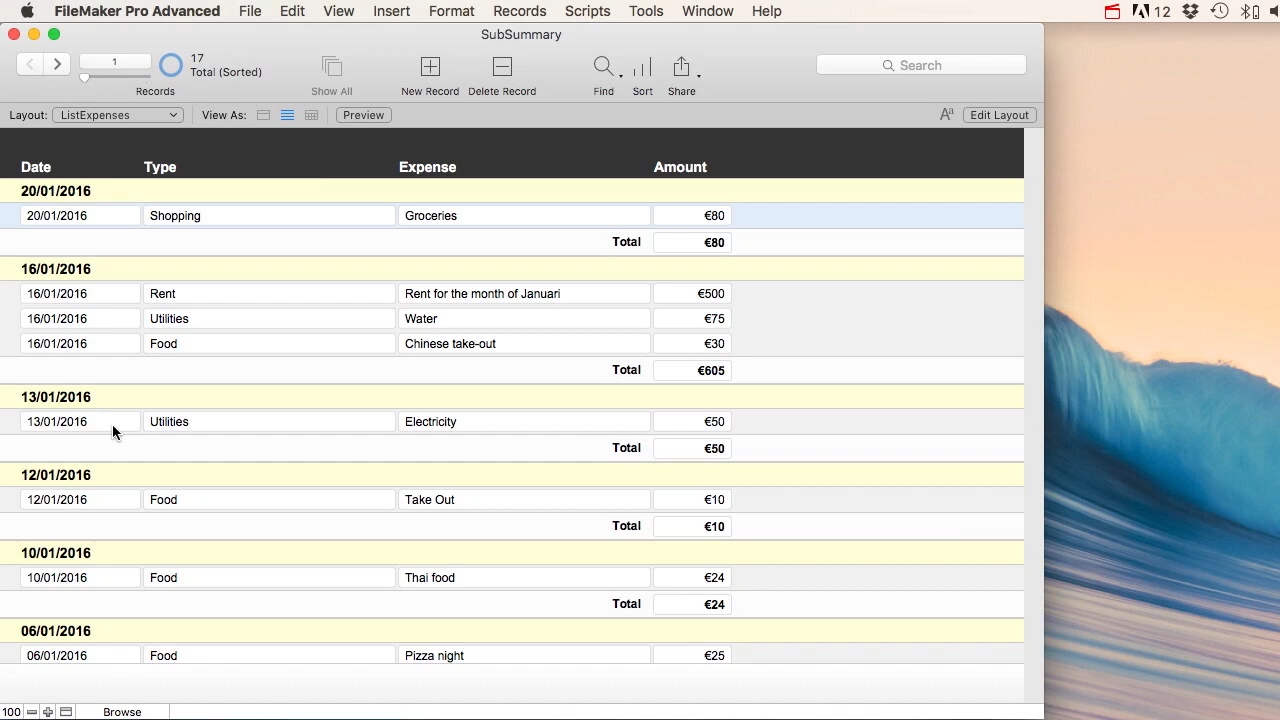 FileMaker Pro Advanced File Edit View Insert Format Records Scripts Tools Window Help 12
SubSummary
1 17
Total (Sorted)
Records Show All New Record Delete Record Find Sort Share Search
Layout: ListExpenses View As: Preview Aa Edit Layout
Date Type Expense Amount
20/01/2016
20/01/2016 Shopping Groceries €80
Total €80
16/01/2016
16/01/2016 Rent Rent for the month of Januari €500
16/01/2016 Utilities Water €75
16/01/2016 Food Chinese take-out €30
Total €605
13/01/2016
13/01/2016 Utilities Electricity €50
Total €50
12/01/2016
12/01/2016 Food Take Out €10
Total €10
10/01/2016
10/01/2016 Food Thai food €24
Total €24
06/01/2016
06/01/2016 Food Pizza night €25
100 Browse